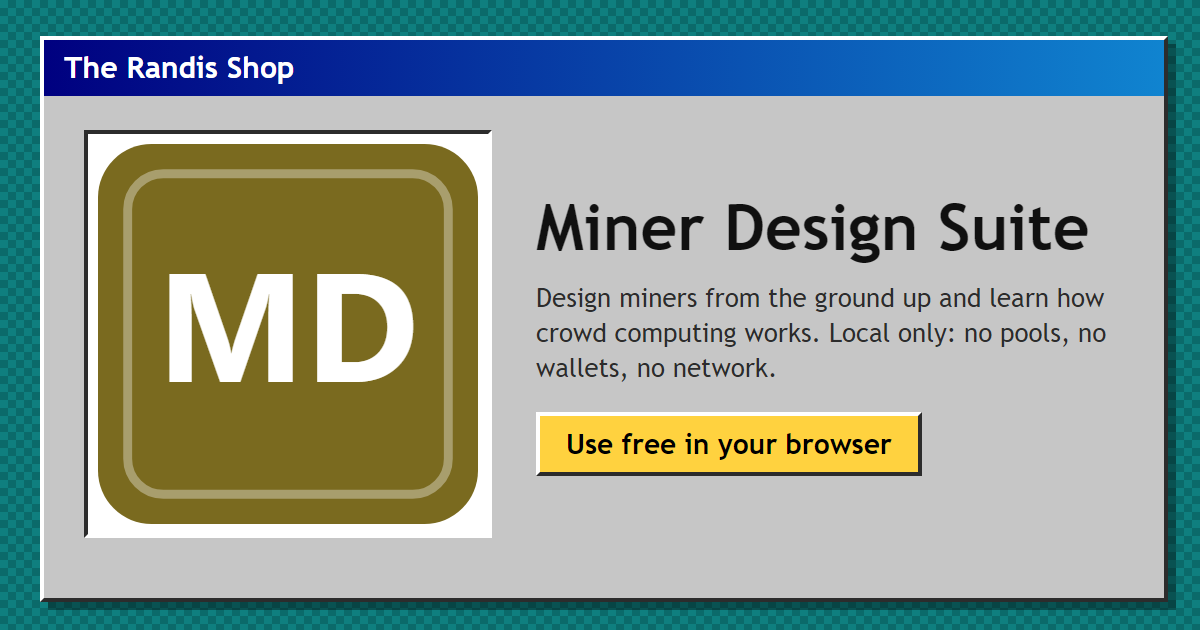 The Randis Shop
MD
Miner Design Suite
Design miners from the ground up and learn how
crowd computing works. Local only: no pools, no
wallets, no network.
Use free in your browser